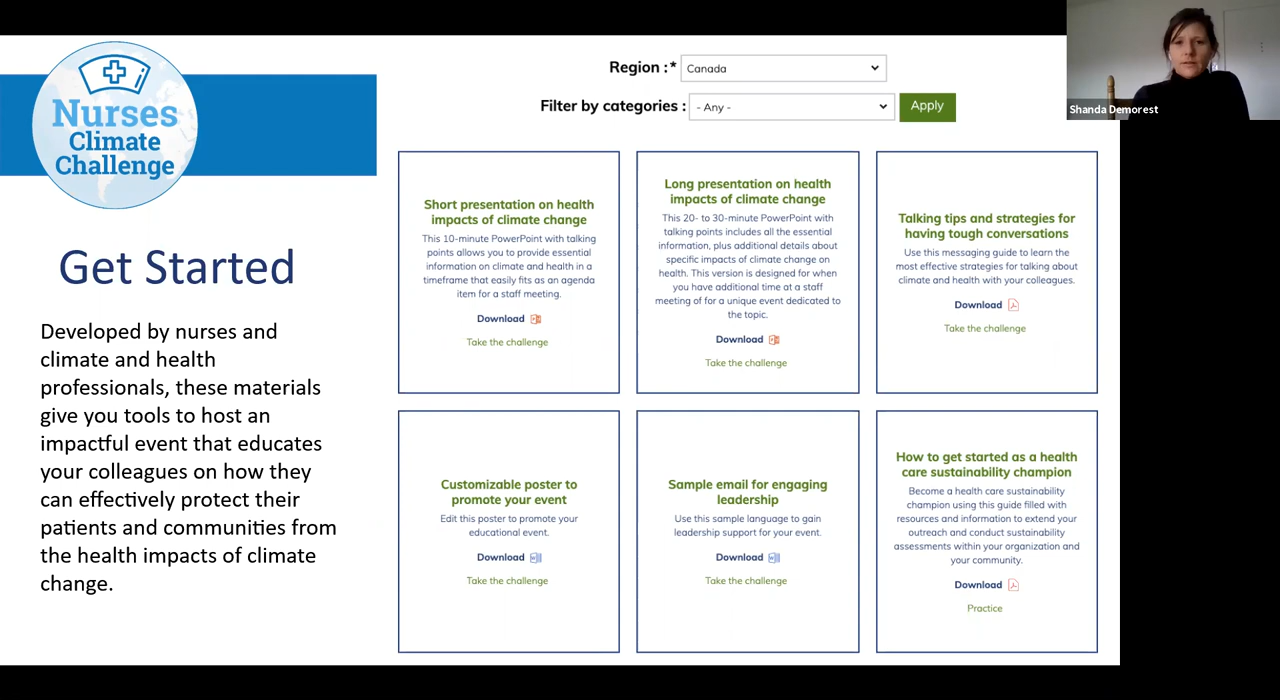 Nurses
Climate
Challenge
Get Started
Developed by nurses and
climate and health
professionals, these materials
give you tools to host an
impactful event that educates
your colleagues on how they
can effectively protect their
patients and communities from
the health impacts of climate
change.
Region :* Canada
Filter by categories : - Any - Apply
Short presentation on health
impacts of climate change
This 10-minute PowerPoint with talking
points allows you to provide essential
information on climate and health in a
timeframe that easily fits as an agenda
item for a staff meeting.
Download
Take the challenge
Long presentation on health
impacts of climate change
This 20- to 30-minute PowerPoint with
talking points includes all the essential
information, plus additional details about
specific impacts of climate change on
health. This version is designed for when
you have additional time at a staff
meeting of for a unique event dedicated to
the topic.
Download
Take the challenge
Talking tips and strategies for
having tough conversations
Use this messaging guide to learn the
most effective strategies for talking about
climate and health with your colleagues.
Download
Take the challenge
Customizable poster to
promote your event
Edit this poster to promote your
educational event.
Download
Take the challenge
Sample email for engaging
leadership
Use this sample language to gain
leadership support for your event.
Download
Take the challenge
How to get started as a health
care sustainability champion
Become a health care sustainability
champion using this guide filled with
resources and information to extend your
outreach and conduct sustainability
assessments within your organization and
your community.
Download
Practice
Shanda Demorest